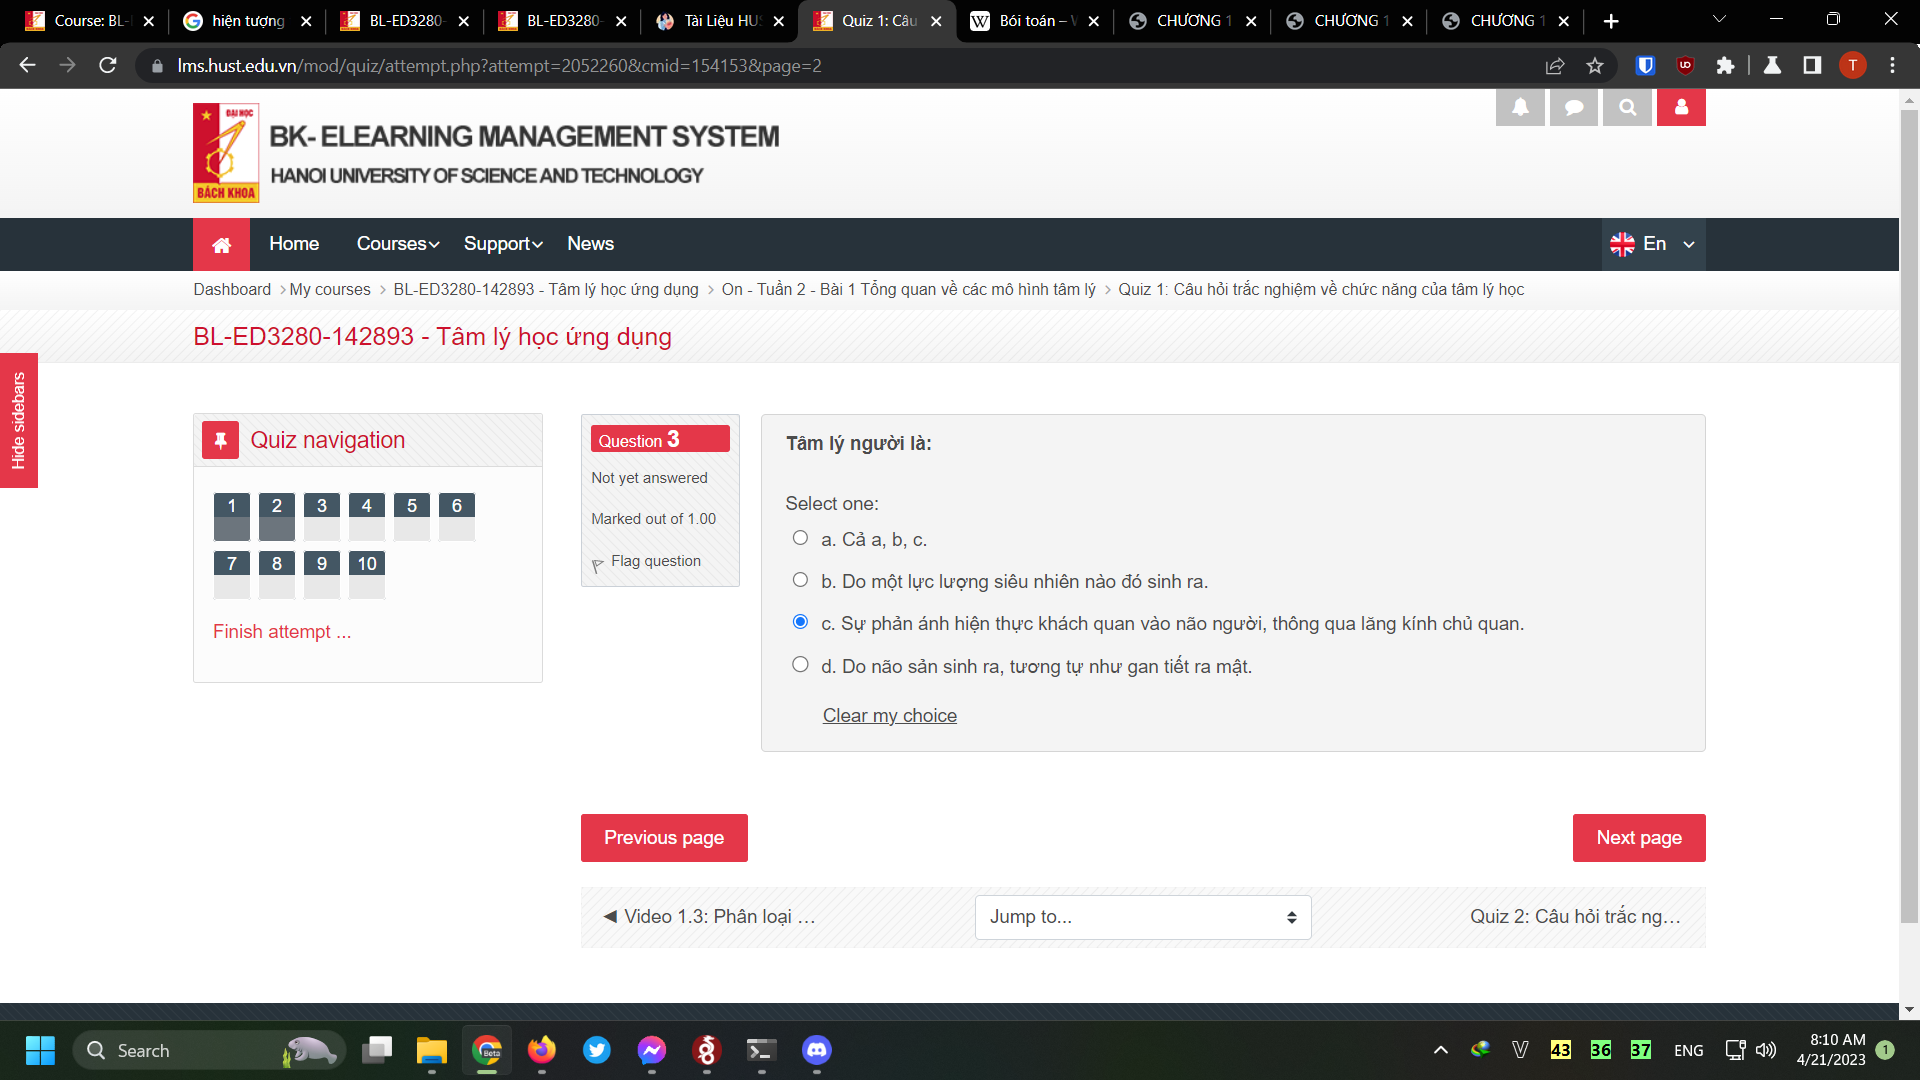 Course: BL-
hiện tượng
BL-ED3280-
BL-ED3280-
Tài Liệu HUS
Quiz 1: Câu
Bói toán –
CHƯƠNG 1
CHƯƠNG 1
CHƯƠNG 1
lms.hust.edu.vn/mod/quiz/attempt.php?attempt=2052260&cmid=154153&page=2
T
ĐẠI HỌC
BÁCH KHOA
BK- ELEARNING MANAGEMENT SYSTEM
HANOI UNIVERSITY OF SCIENCE AND TECHNOLOGY
Home
Courses
Support
News
En
Dashboard
My courses
BL-ED3280-142893 - Tâm lý học ứng dụng
On - Tuần 2 - Bài 1 Tổng quan về các mô hình tâm lý
Quiz 1: Câu hỏi trắc nghiệm về chức năng của tâm lý học
BL-ED3280-142893 - Tâm lý học ứng dụng
Hide sidebars
Quiz navigation
1 2 3 4 5 6
7 8 9 10
Finish attempt ...
Question 3
Not yet answered
Marked out of 1.00
Flag question
Tâm lý người là:
Select one:
a. Cả a, b, c.
b. Do một lực lượng siêu nhiên nào đó sinh ra.
c. Sự phản ánh hiện thực khách quan vào não người, thông qua lăng kính chủ quan.
d. Do não sản sinh ra, tương tự như gan tiết ra mật.
Clear my choice
Previous page
Next page
◀ Video 1.3: Phân loại …
Jump to...
Quiz 2: Câu hỏi trắc ng…
Search
Beta
43
36
37
ENG
8:10 AM
4/21/2023
1